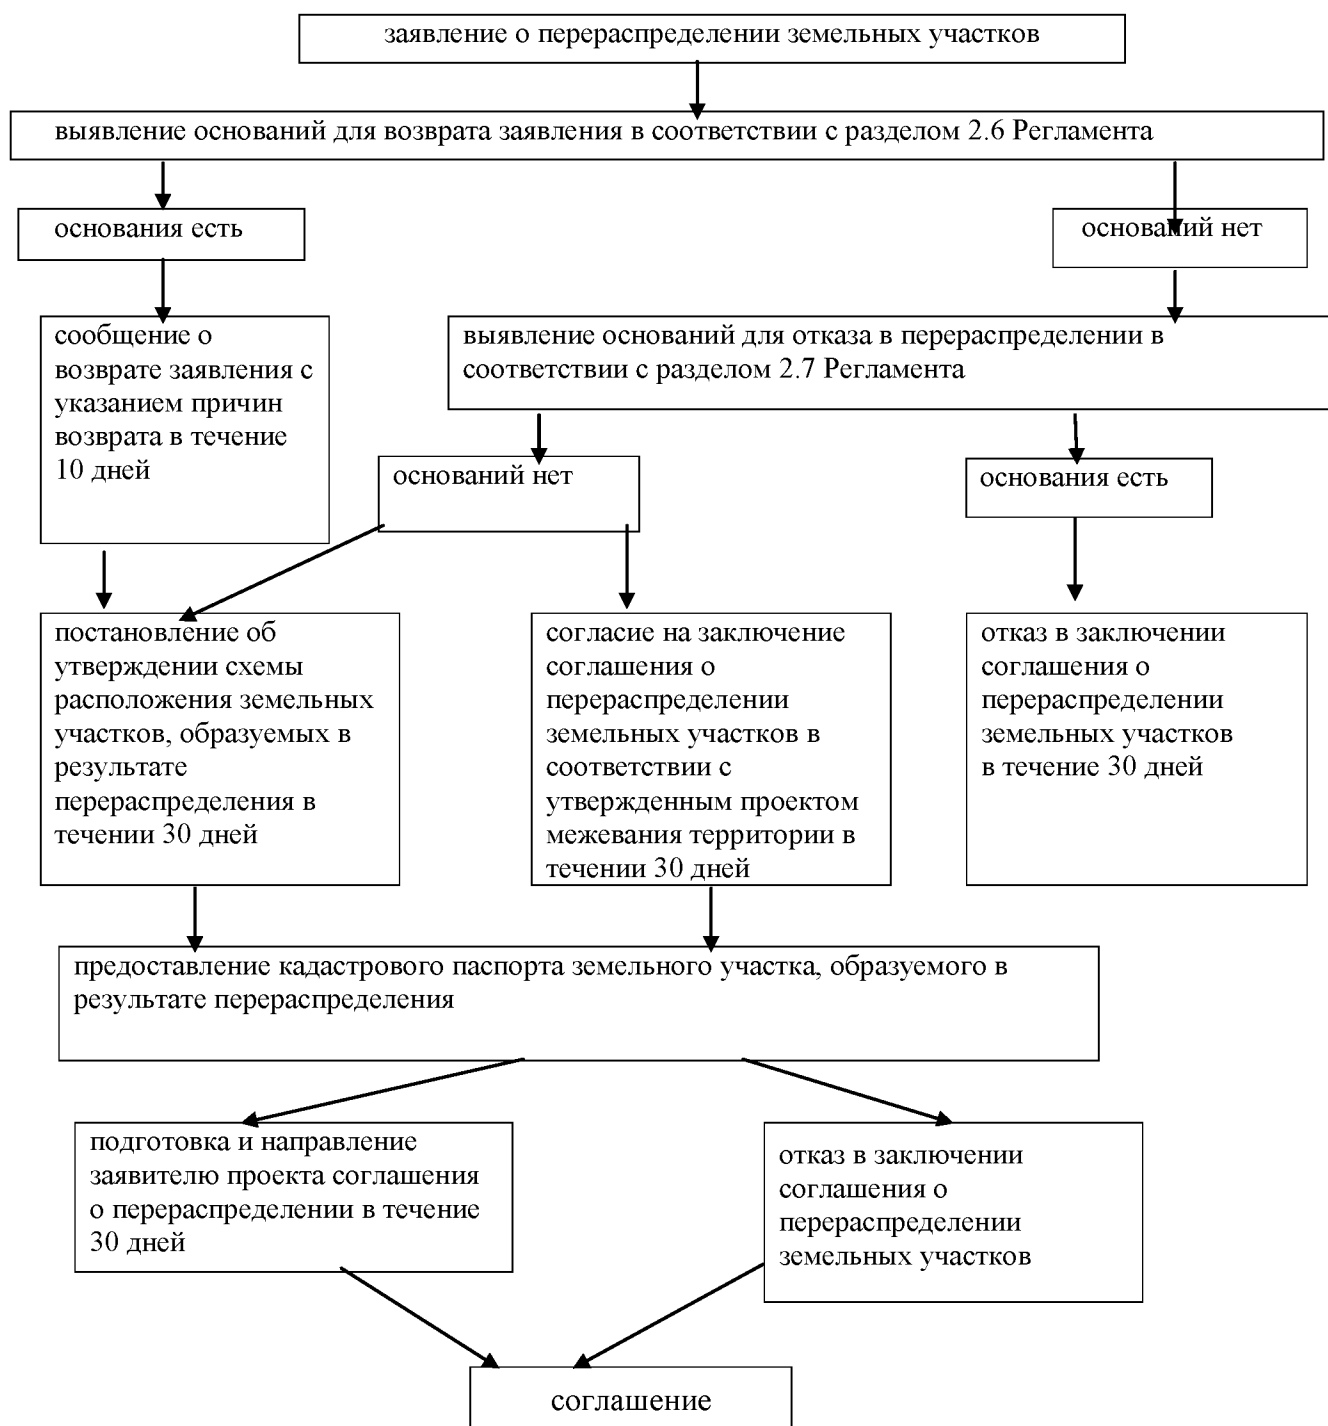 заявление о перераспределении земельных участков
выявление оснований для возврата заявления в соответствии с разделом 2.6 Регламента
основания есть
оснований нет
сообщение о
возврате заявления с
указанием причин
возврата в течение
10 дней
выявление оснований для отказа в перераспределении в
соответствии с разделом 2.7 Регламента
оснований нет
основания есть
постановление об
утверждении схемы
расположения земельных
участков, образуемых в
результате
перераспределения в
течении 30 дней
согласие на заключение
соглашения о
перераспределении
земельных участков в
соответствии с
утвержденным проектом
межевания территории в
течении 30 дней
отказ в заключении
соглашения о
перераспределении
земельных участков
в течение 30 дней
предоставление кадастрового паспорта земельного участка, образуемого в
результате перераспределения
подготовка и направление
заявителю проекта соглашения
о перераспределении в течение
30 дней
отказ в заключении
соглашения о
перераспределении
земельных участков
соглашение